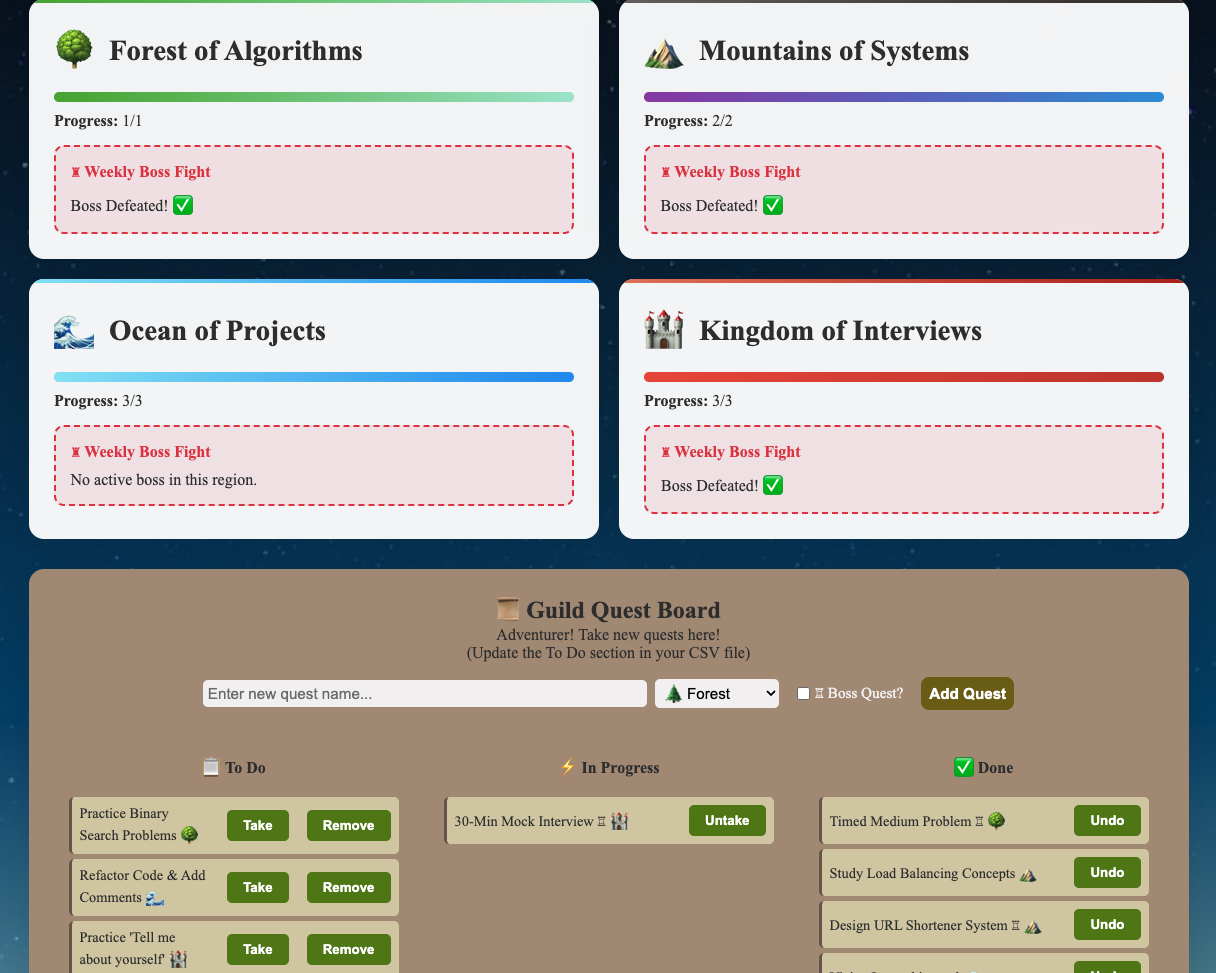 Forest of Algorithms
Progress: 1/1
♜ Weekly Boss Fight
Boss Defeated! ✅
Mountains of Systems
Progress: 2/2
♜ Weekly Boss Fight
Boss Defeated! ✅
Ocean of Projects
Progress: 3/3
♜ Weekly Boss Fight
No active boss in this region.
Kingdom of Interviews
Progress: 3/3
♜ Weekly Boss Fight
Boss Defeated! ✅
Guild Quest Board
Adventurer! Take new quests here!
(Update the To Do section in your CSV file)
Enter new quest name...
🌲 Forest
♖ Boss Quest?
Add Quest
📋 To Do
Practice Binary
Search Problems 🌳
Take
Remove
Refactor Code & Add
Comments 🌊
Take
Remove
Practice 'Tell me
about yourself' 🏰
Take
Remove
⚡ In Progress
30-Min Mock Interview ♖ 🏰
Untake
✅ Done
Timed Medium Problem ♖ 🌳
Undo
Study Load Balancing Concepts ⛰️
Undo
Design URL Shortener System ♖ ⛰️
Undo